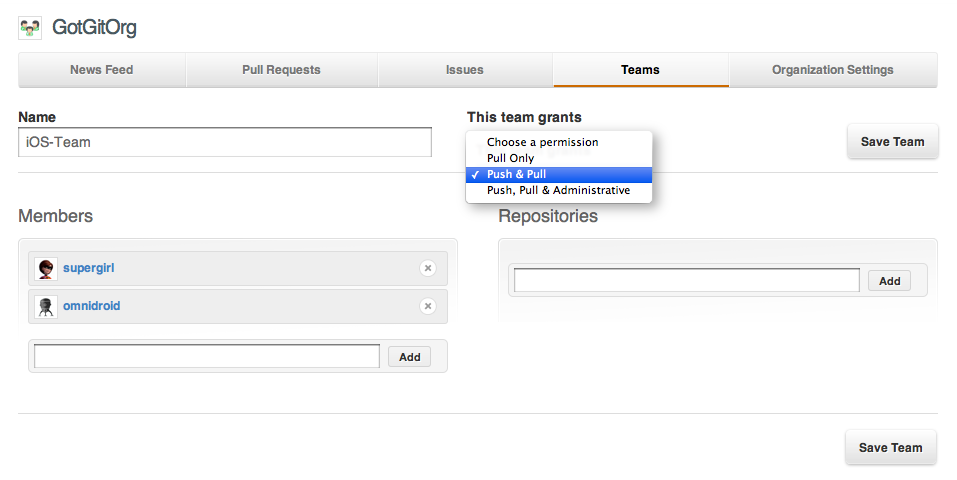 GotGitOrg
News Feed
Pull Requests
Issues
Teams
Organization Settings
Name
This team grants
iOS-Team
Choose a permission
Pull Only
✓ Push & Pull
Push, Pull & Administrative
Save Team
Members
Repositories
supergirl
omnidroid
Add
Add
Save Team